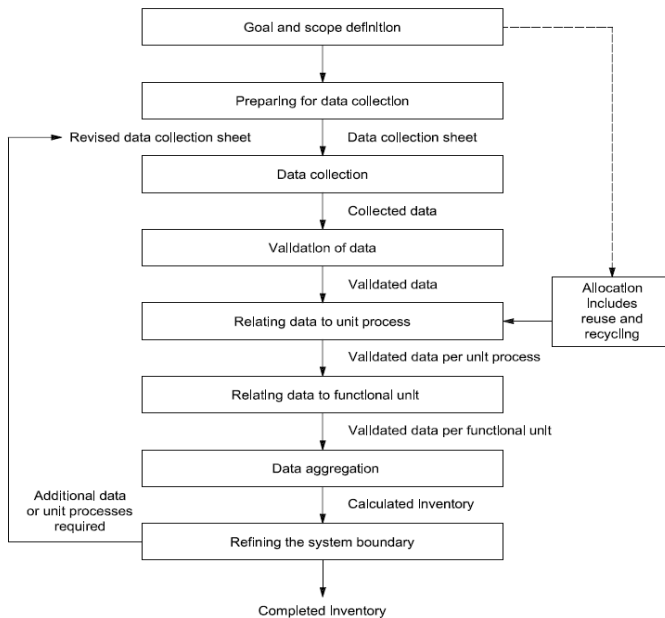 Goal and scope definition
Preparing for data collection
Revised data collection sheet
Data collection sheet
Data collection
Collected data
Validation of data
Validated data
Allocation
includes
reuse and
recycling
Relating data to unit process
Validated data per unit process
Relating data to functional unit
Validated data per functional unit
Data aggregation
Additional data
or unit processes
required
Calculated inventory
Refining the system boundary
Completed inventory